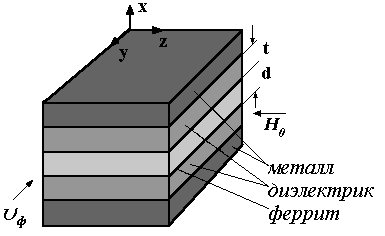 x
y z t
d
H₀
металл
диэлектрик
феррит
υф